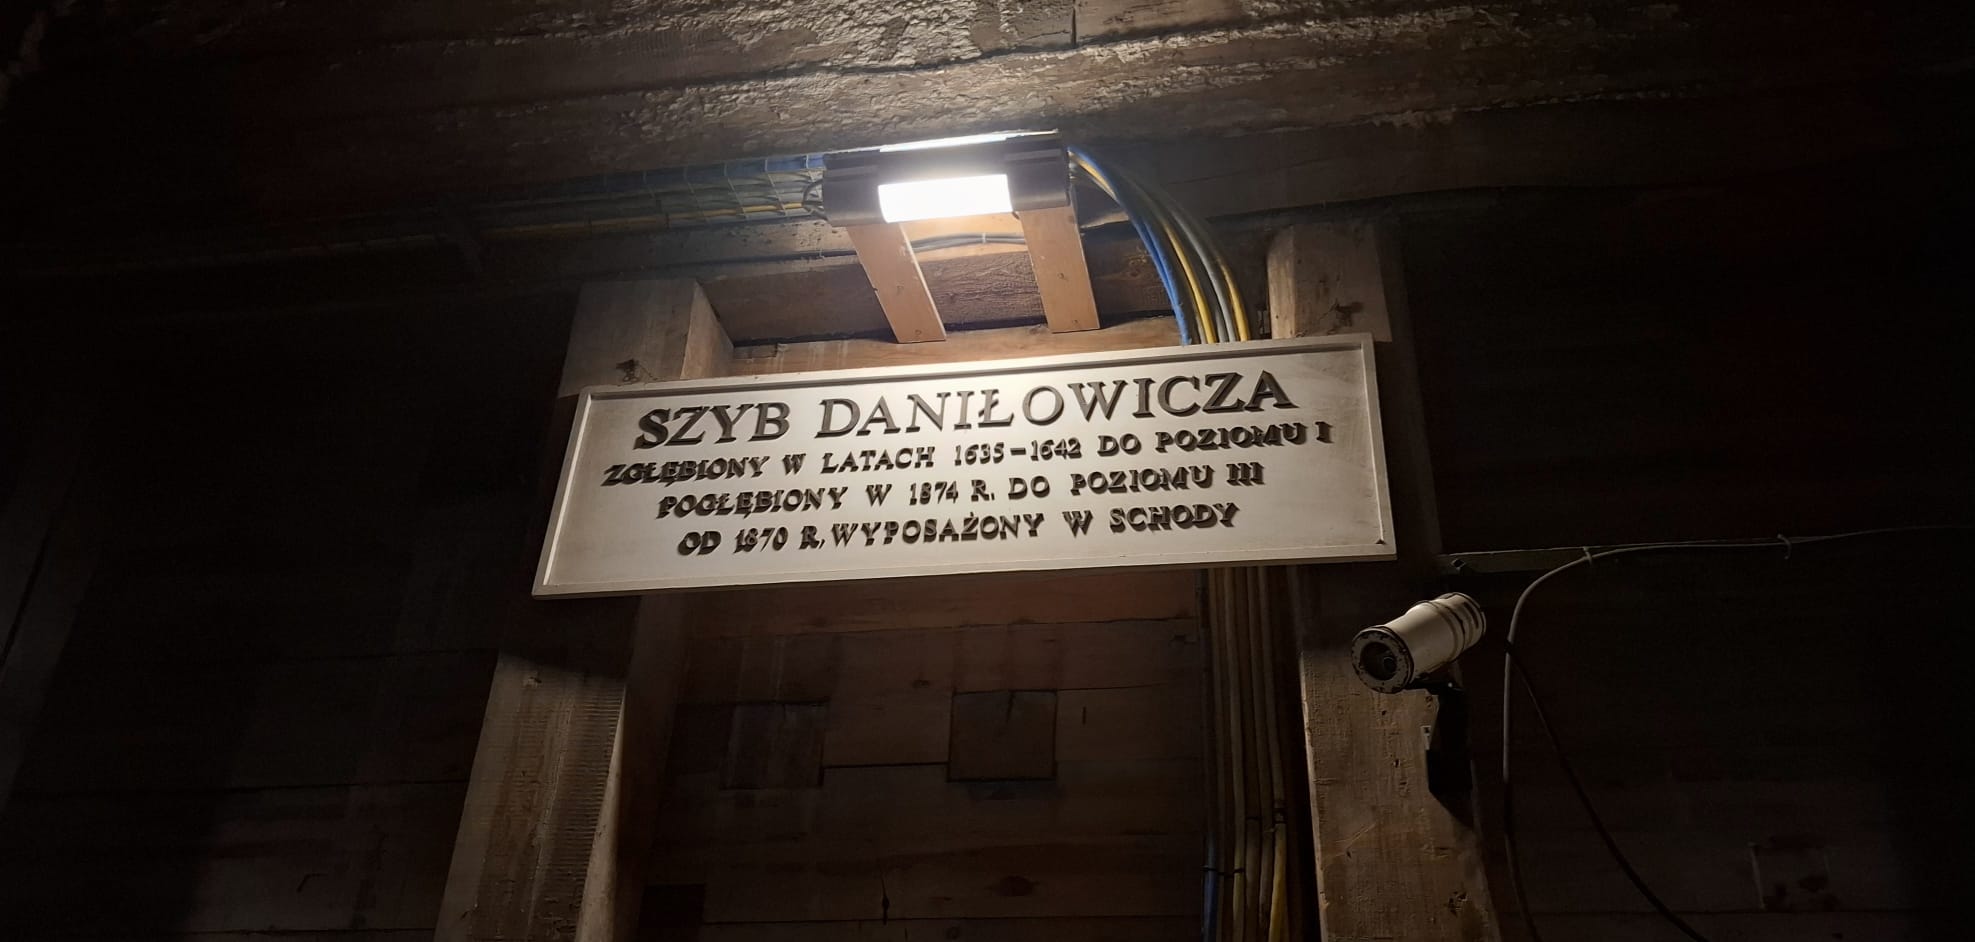 SZYB DANIŁOWICZA
ZGŁĘBIONY W LATACH 1635–1642 DO POZIOMU I
POGŁĘBIONY W 1874 R. DO POZIOMU III
OD 1870 R, WYPOSAŻONY W SCHODY